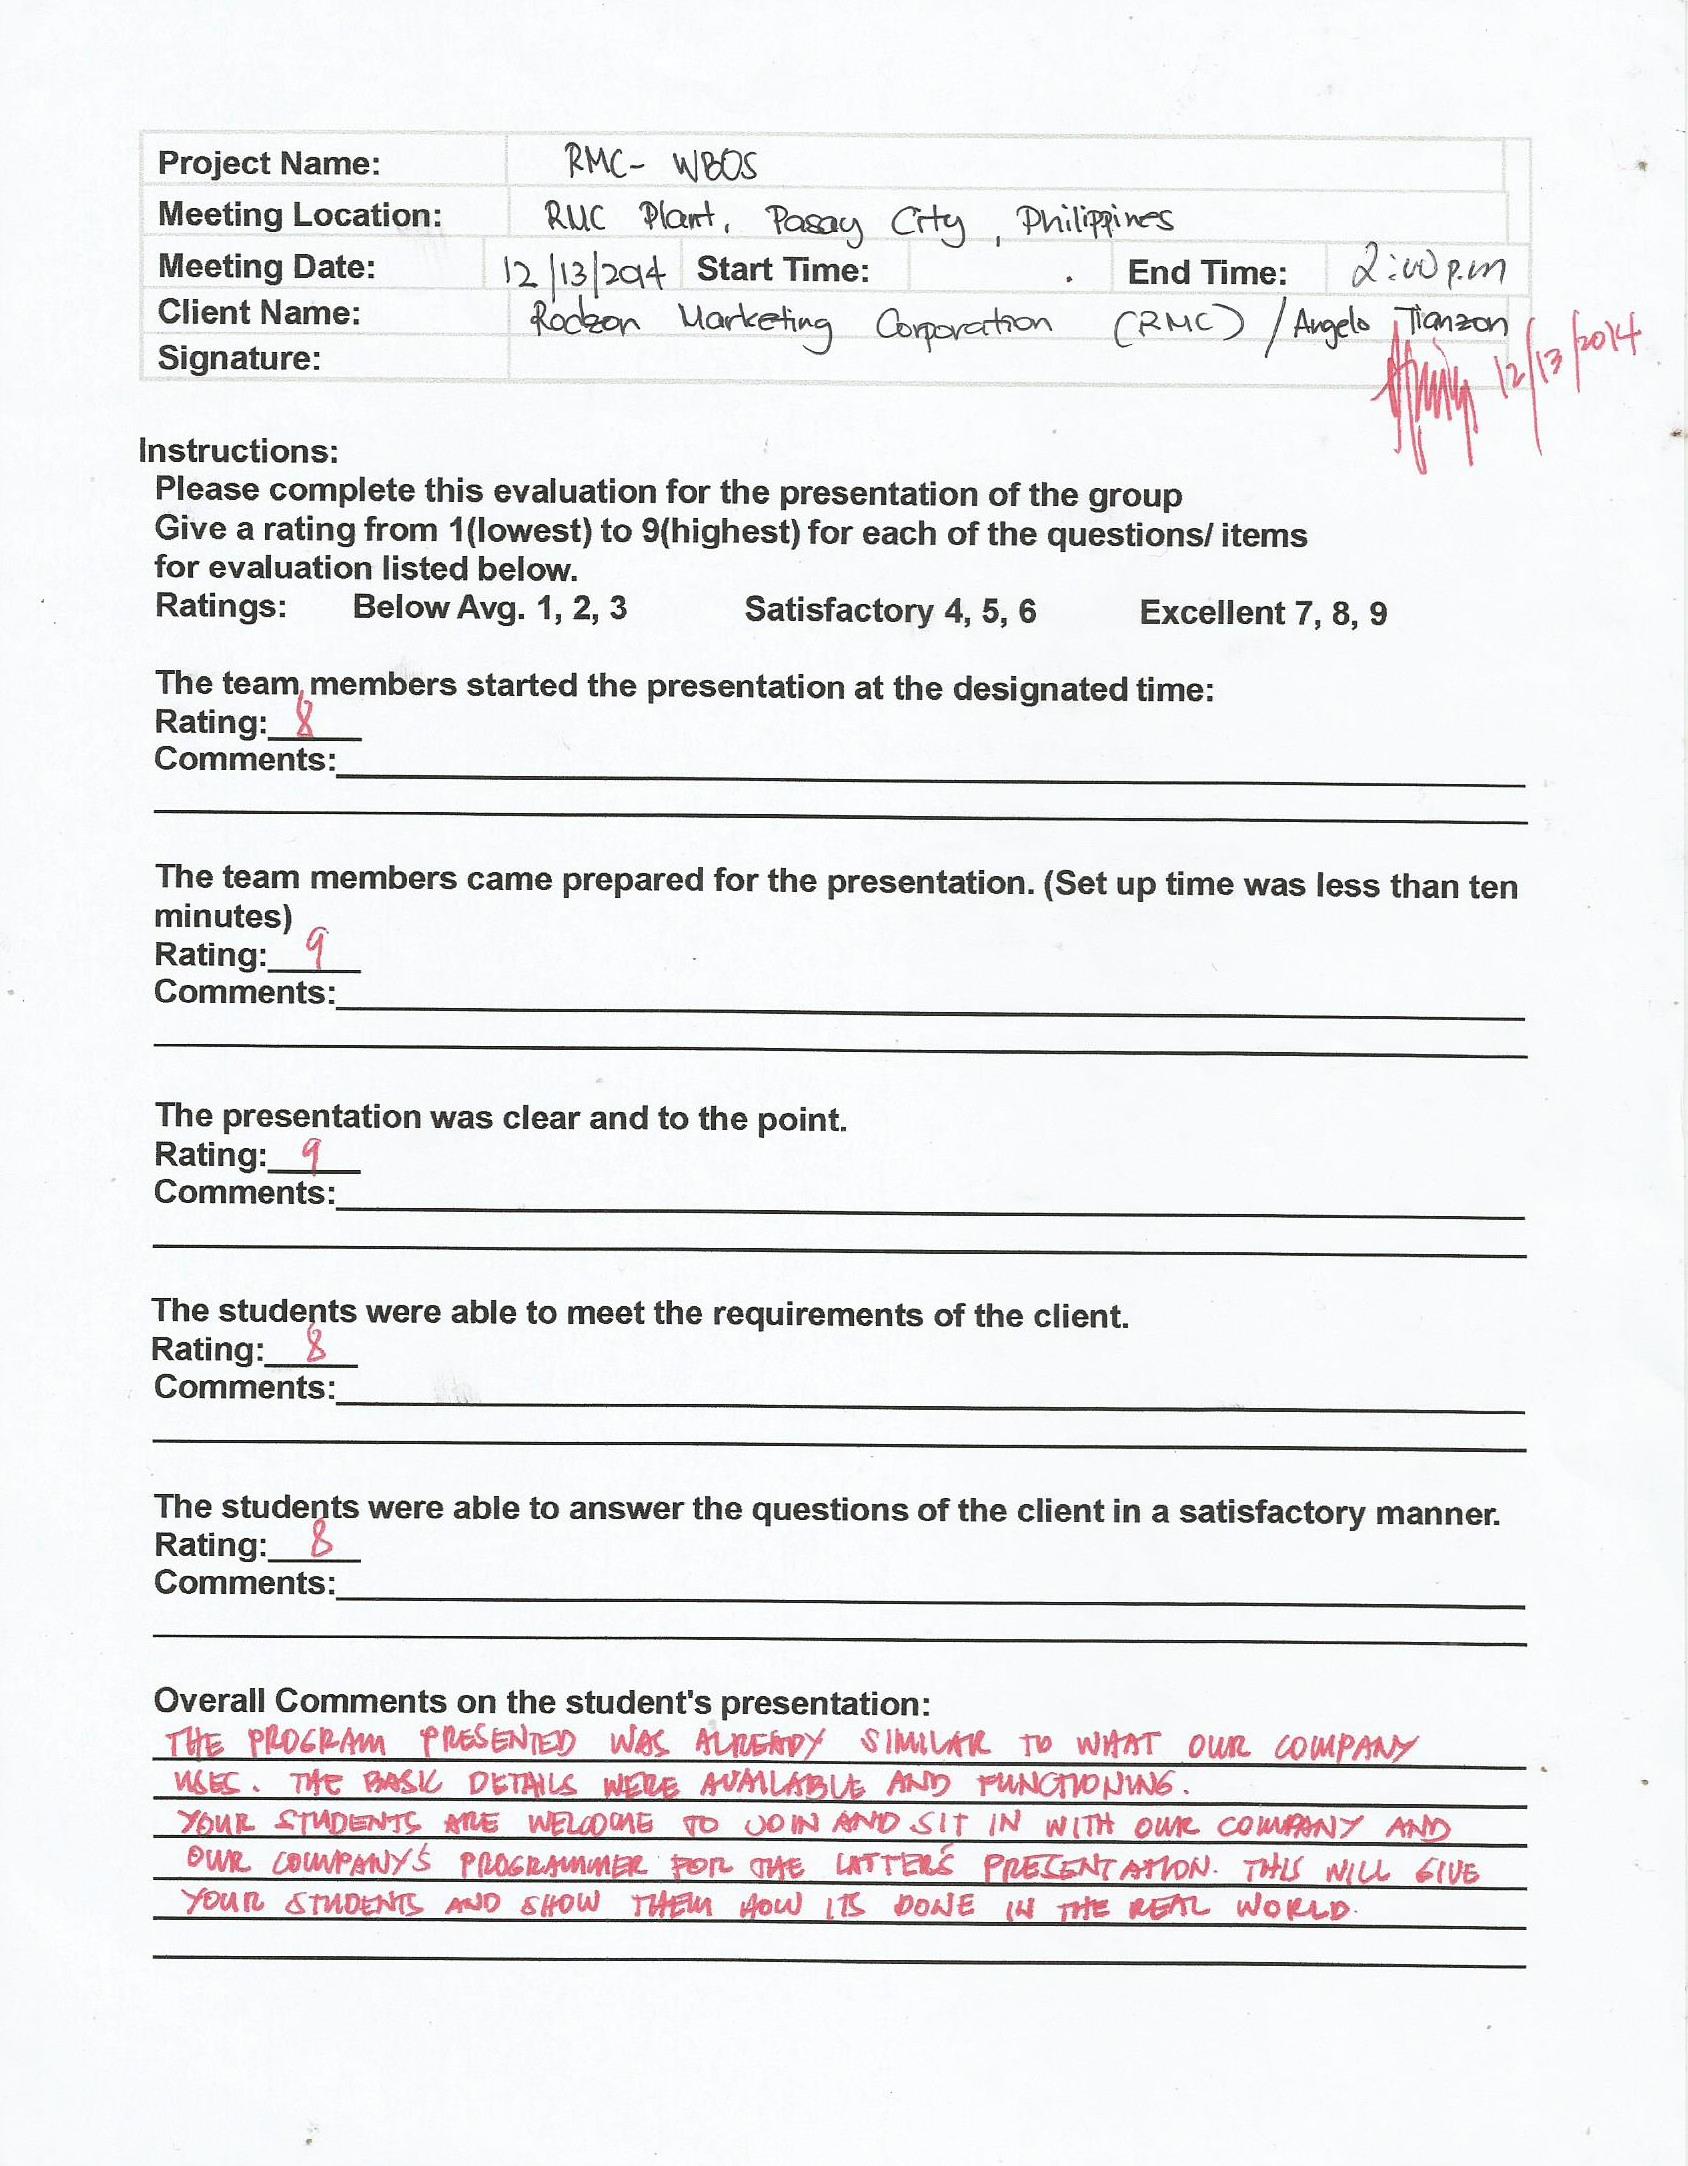 Project Name: RMC- WBOS
Meeting Location: RMC Plant, Pasay City, Philippines
Meeting Date: 12/13/2014 Start Time: End Time: 2:00 p.m
Client Name: Rodzon Marketing Corporation (RMC) / Angelo Tianzon
Signature:
12/13/2014
Instructions:
Please complete this evaluation for the presentation of the group
Give a rating from 1(lowest) to 9(highest) for each of the questions/ items
for evaluation listed below.
Ratings: Below Avg. 1, 2, 3 Satisfactory 4, 5, 6 Excellent 7, 8, 9
The team members started the presentation at the designated time:
Rating: 8
Comments:
The team members came prepared for the presentation. (Set up time was less than ten
minutes)
Rating: 9
Comments:
The presentation was clear and to the point.
Rating: 9
Comments:
The students were able to meet the requirements of the client.
Rating: 8
Comments:
The students were able to answer the questions of the client in a satisfactory manner.
Rating: 8
Comments:
Overall Comments on the student's presentation:
THE PROGRAM PRESENTED WAS ALREADY SIMILAR TO WHAT OUR COMPANY
USES. THE BASIC DETAILS WERE AVAILABLE AND FUNCTIONING.
YOUR STUDENTS ARE WELCOME TO JOIN AND SIT IN WITH OUR COMPANY AND
OUR COMPANY'S PROGRAMMER FOR THE LATTER'S PRESENTATION. THIS WILL GIVE
YOUR STUDENTS AND SHOW THEM HOW ITS DONE IN THE REAL WORLD.